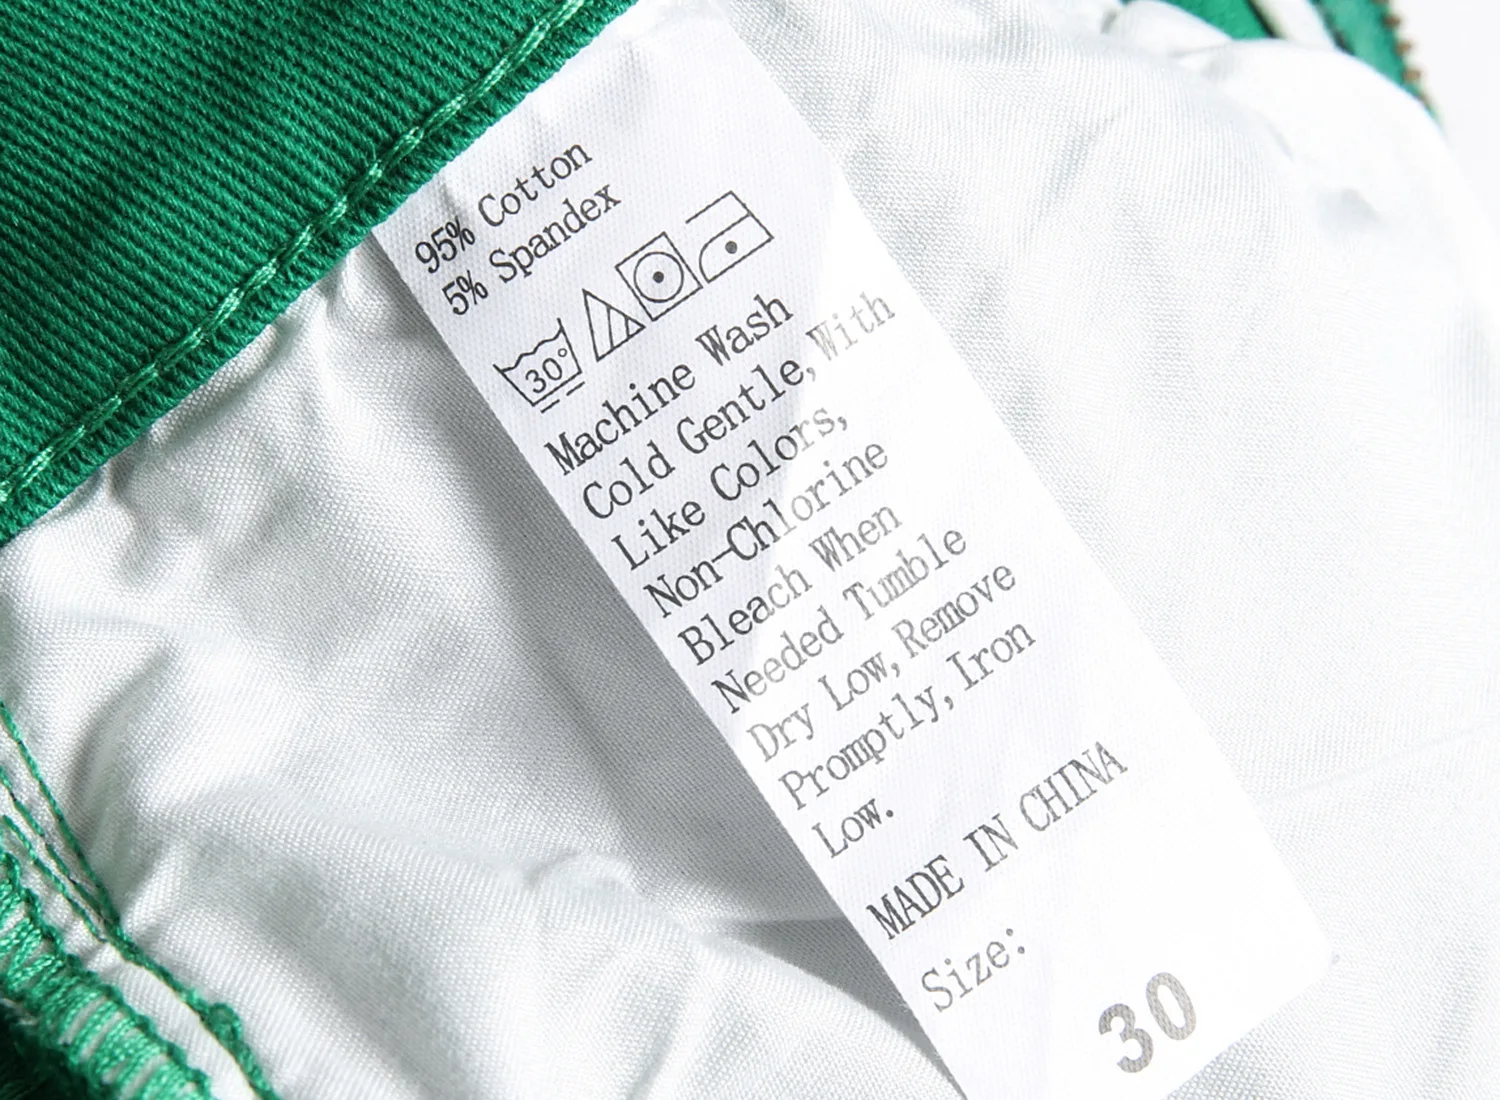 95% Cotton
5% Spandex
30°
Machine Wash
Cold Gentle, With
Like Colors,
Non-Chlorine
Bleach When
Needed Tumble
Dry Low, Remove
Promptly, Iron
Low.
MADE IN CHINA
Size:
30